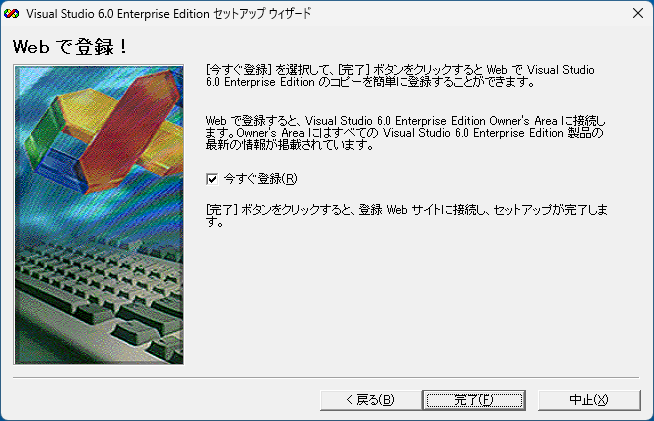 Visual Studio 6.0 Enterprise Edition セットアップ ウィザード
Web で登録！
[今すぐ登録] を選択して、[完了] ボタンをクリックすると Web で Visual Studio
6.0 Enterprise Edition のコピーを簡単に登録することができます。
Web で登録すると、Visual Studio 6.0 Enterprise Edition Owner's Area に接続し
ます。Owner's Area にはすべての Visual Studio 6.0 Enterprise Edition 製品の
最新の情報が掲載されています。
今すぐ登録(R)
[完了] ボタンをクリックすると、登録 Web サイトに接続し、セットアップが完了しま
す。
< 戻る(B)
完了(F)
中止(X)